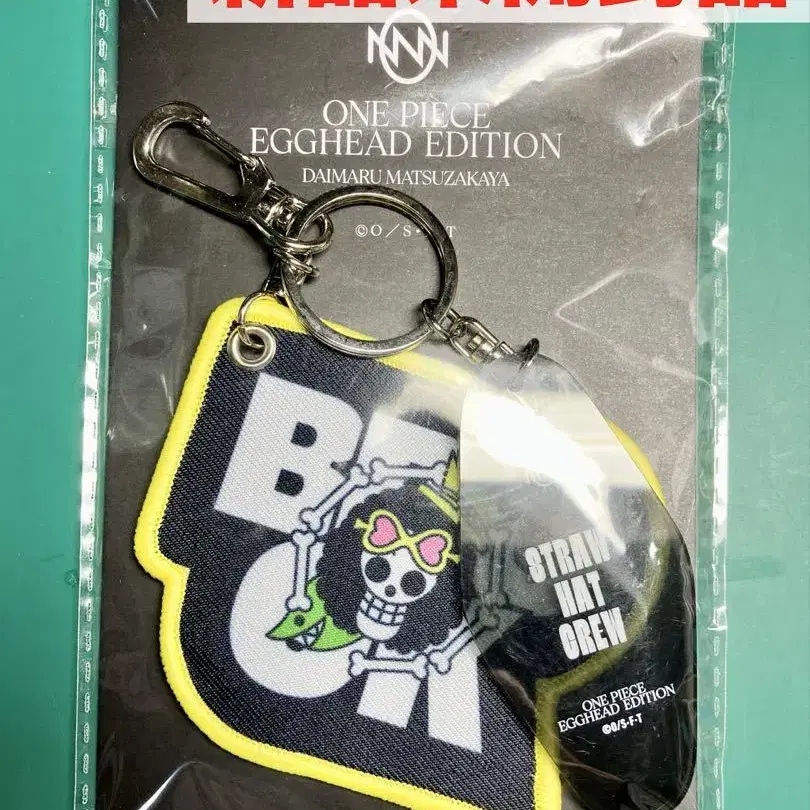 ONE PIECE
EGGHEAD EDITION
DAIMARU MATSUZAKAYA
STRAW
HAT
CREW
ONE PIECE
EGGHEAD EDITION
©O/S·F·T